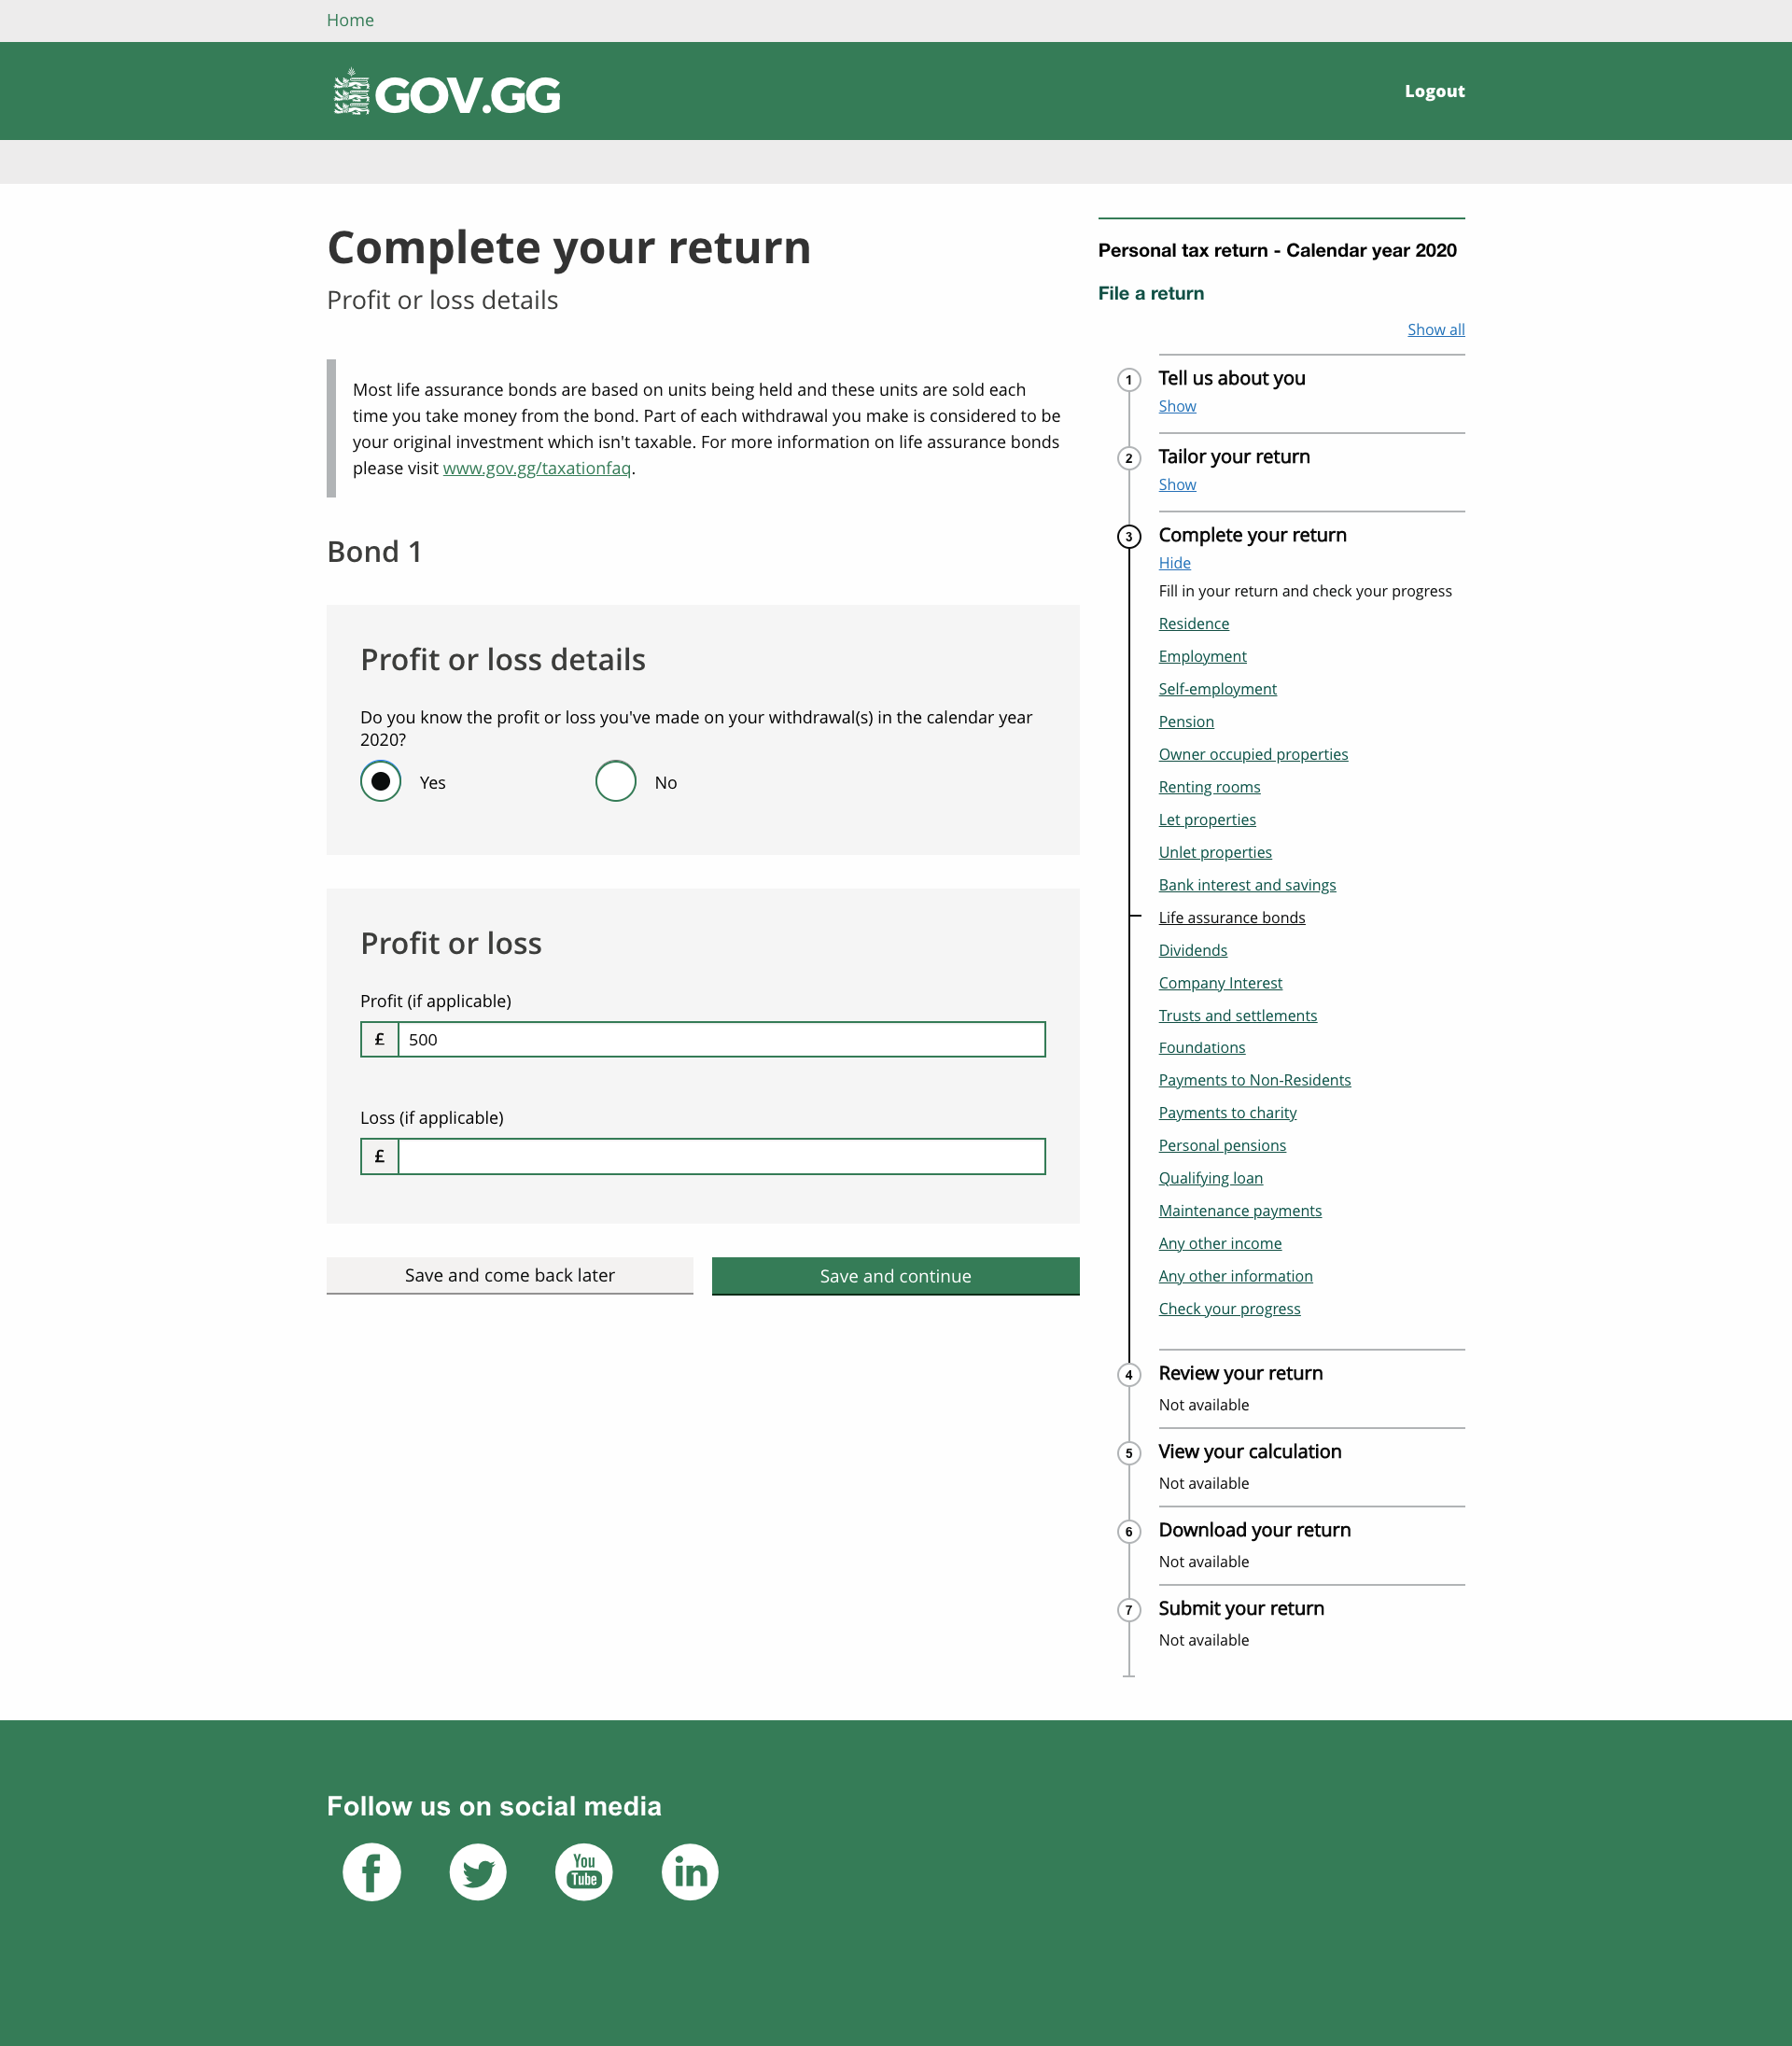 Home
GOV.GG
Logout
Complete your return
Profit or loss details
Most life assurance bonds are based on units being held and these units are sold each
time you take money from the bond. Part of each withdrawal you make is considered to be
your original investment which isn't taxable. For more information on life assurance bonds
please visit www.gov.gg/taxationfaq.
Bond 1
Profit or loss details
Do you know the profit or loss you've made on your withdrawal(s) in the calendar year
2020?
Yes
No
Profit or loss
Profit (if applicable)
£ 500
Loss (if applicable)
£
Save and come back later
Save and continue
Personal tax return - Calendar year 2020
File a return
Show all
1 Tell us about you
Show
2 Tailor your return
Show
3 Complete your return
Hide
Fill in your return and check your progress
Residence
Employment
Self-employment
Pension
Owner occupied properties
Renting rooms
Let properties
Unlet properties
Bank interest and savings
Life assurance bonds
Dividends
Company Interest
Trusts and settlements
Foundations
Payments to Non-Residents
Payments to charity
Personal pensions
Qualifying loan
Maintenance payments
Any other income
Any other information
Check your progress
4 Review your return
Not available
5 View your calculation
Not available
6 Download your return
Not available
7 Submit your return
Not available
Follow us on social media
f
You
Tube
in